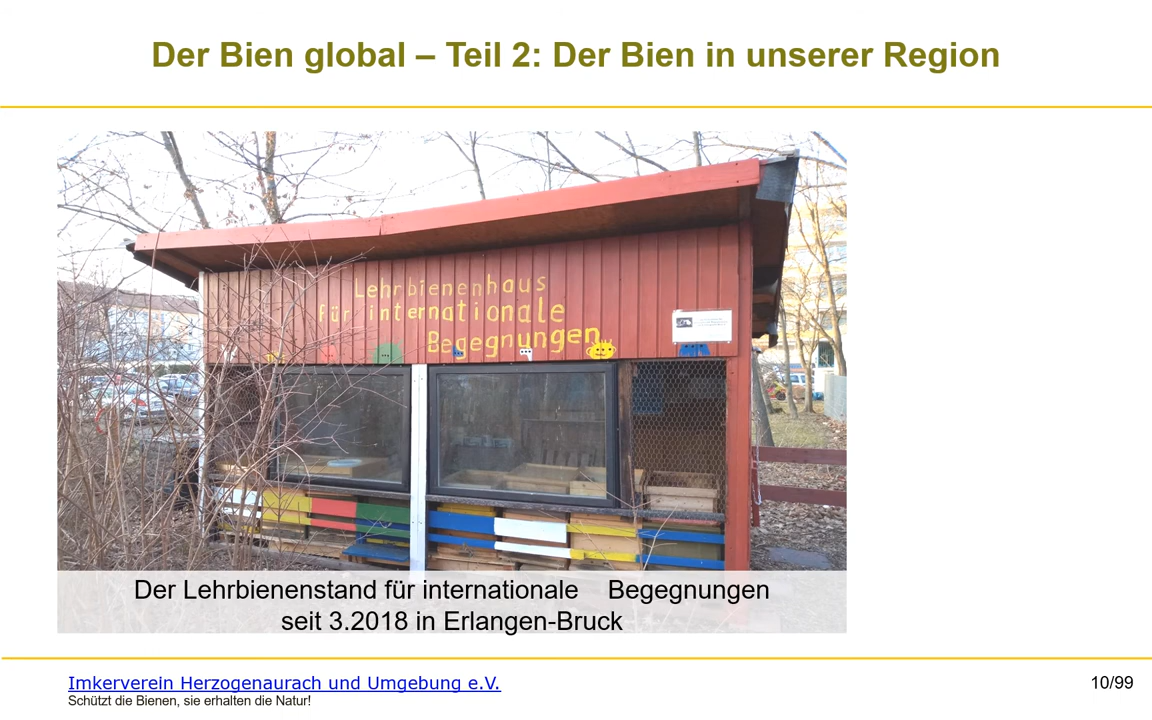 Der Bien global – Teil 2: Der Bien in unserer Region
Lehrbienenhaus
für internationale
Begegnungen
Der Lehrbienenstand für internationale Begegnungen
seit 3.2018 in Erlangen-Bruck
Imkerverein Herzogenaurach und Umgebung e.V.
10/99
Schützt die Bienen, sie erhalten die Natur!